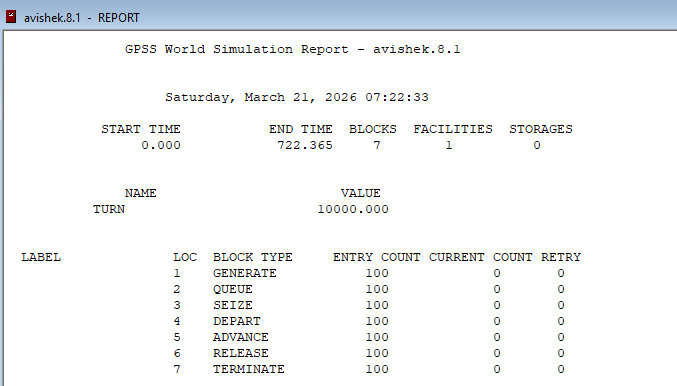 avishek.8.1 - REPORT
GPSS World Simulation Report - avishek.8.1
Saturday, March 21, 2026 07:22:33
START TIME END TIME BLOCKS FACILITIES STORAGES
0.000 722.365 7 1 0
NAME VALUE
TURN 10000.000
LABEL LOC BLOCK TYPE ENTRY COUNT CURRENT COUNT RETRY
1 GENERATE 100 0 0
2 QUEUE 100 0 0
3 SEIZE 100 0 0
4 DEPART 100 0 0
5 ADVANCE 100 0 0
6 RELEASE 100 0 0
7 TERMINATE 100 0 0